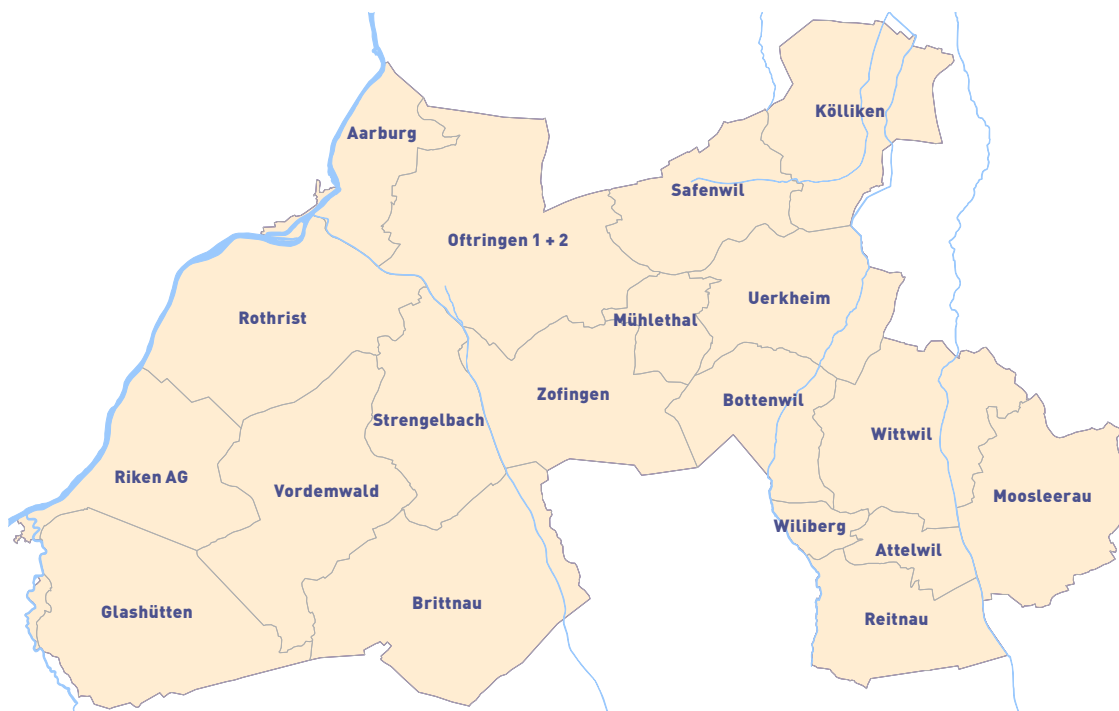 Kölliken
Aarburg
Safenwil
Oftringen 1 + 2
Uerkheim
Rothrist
Mühlethal
Zofingen
Bottenwil
Strengelbach
Wittwil
Riken AG
Vordemwald
Moosleerau
Wiliberg
Attelwil
Glashütten
Brittnau
Reitnau